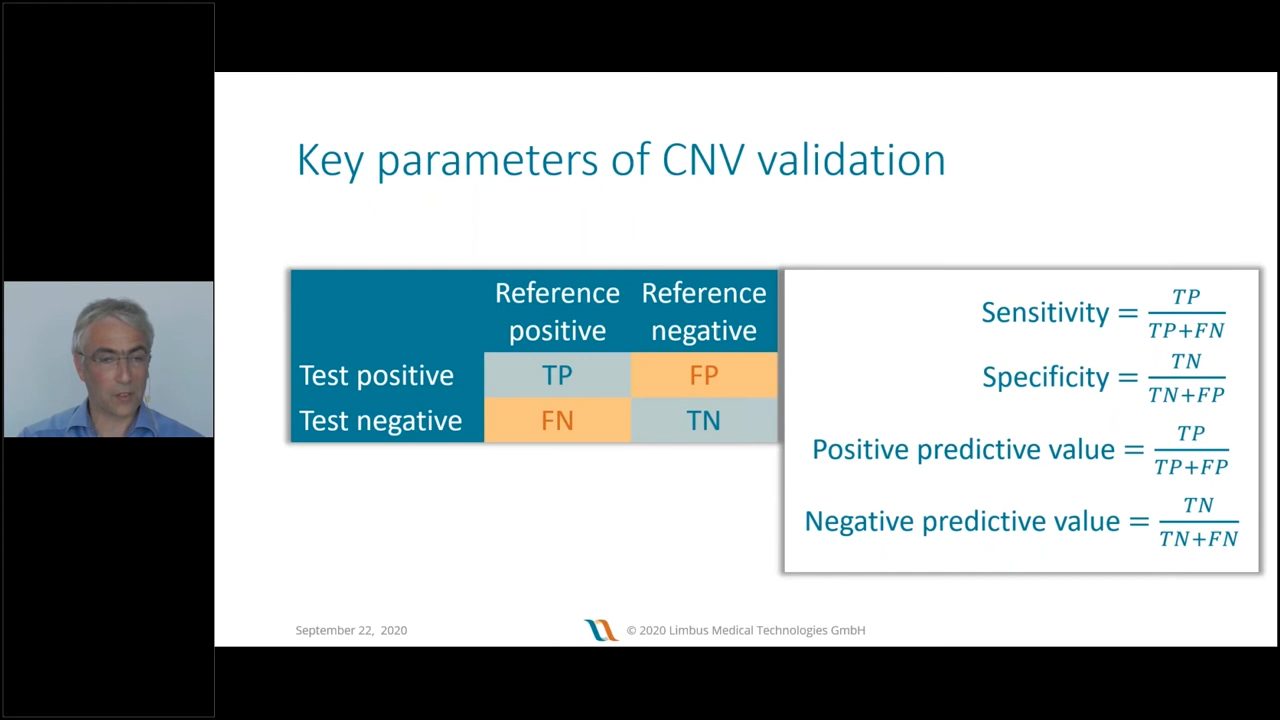 Key parameters of CNV validation
Reference Reference
positive negative
Test positive TP FP
Test negative FN TN
Sensitivity = TP / TP+FN
Specificity = TN / TN+FP
Positive predictive value = TP / TP+FP
Negative predictive value = TN / TN+FN
September 22, 2020
© 2020 Limbus Medical Technologies GmbH